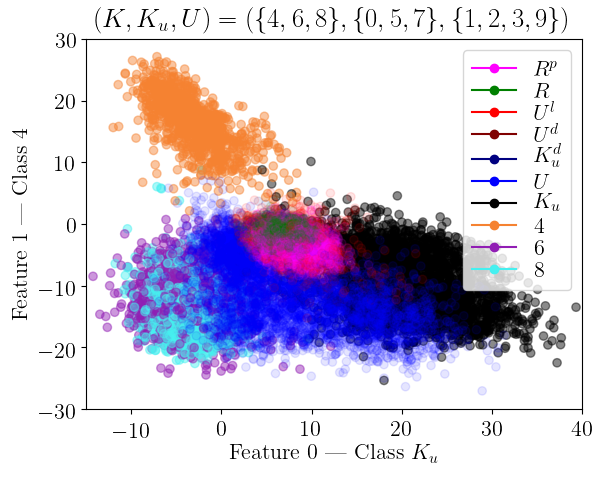 (K, K_u, U) = ({4, 6, 8}, {0, 5, 7}, {1, 2, 3, 9})
30
20
10
0
−10
−20
−30
Feature 1 — Class 4
R^p
R
U^l
U^d
K_u^d
U
K_u
4
6
8
−10
0
10
20
30
40
Feature 0 — Class K_u